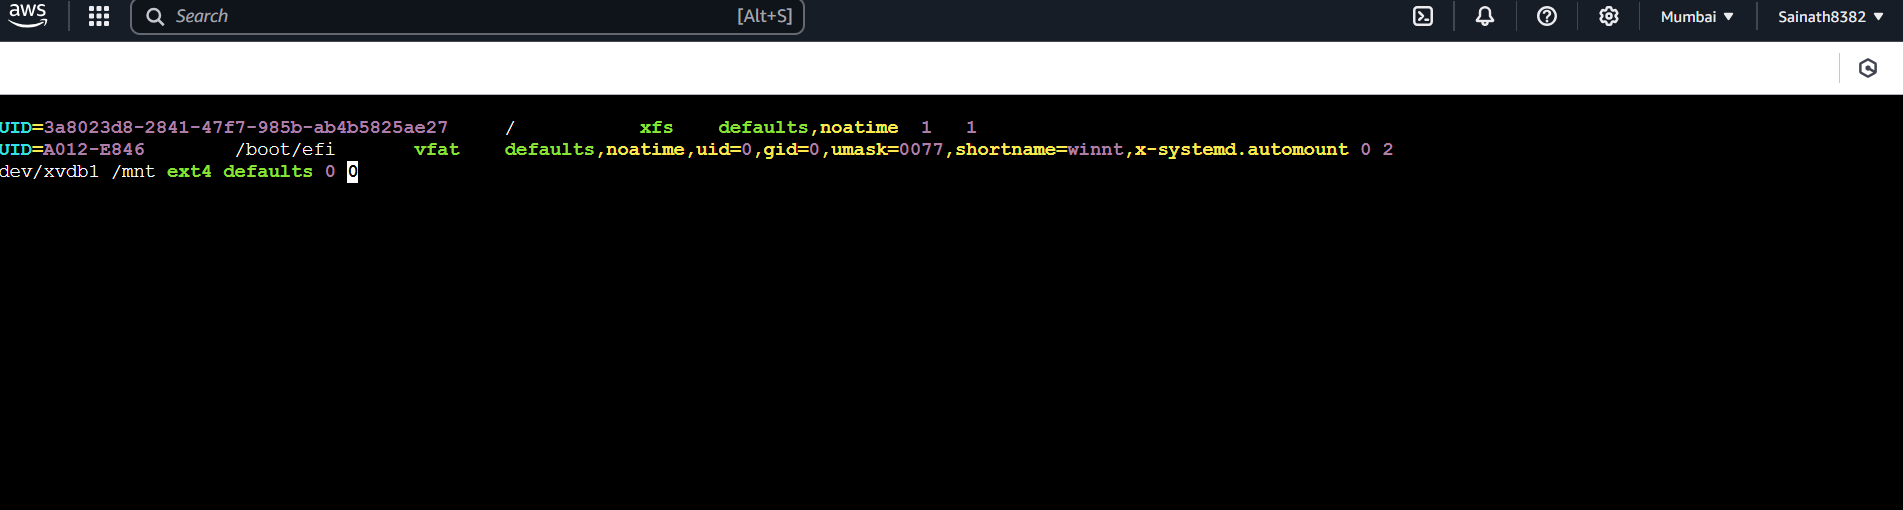 aws Search [Alt+S] Mumbai Sainath8382
UID=3a8023d8-2841-47f7-985b-ab4b5825ae27 / xfs defaults,noatime 1 1
UID=A012-E846 /boot/efi vfat defaults,noatime,uid=0,gid=0,umask=0077,shortname=winnt,x-systemd.automount 0 2
dev/xvdb1 /mnt ext4 defaults 0 0